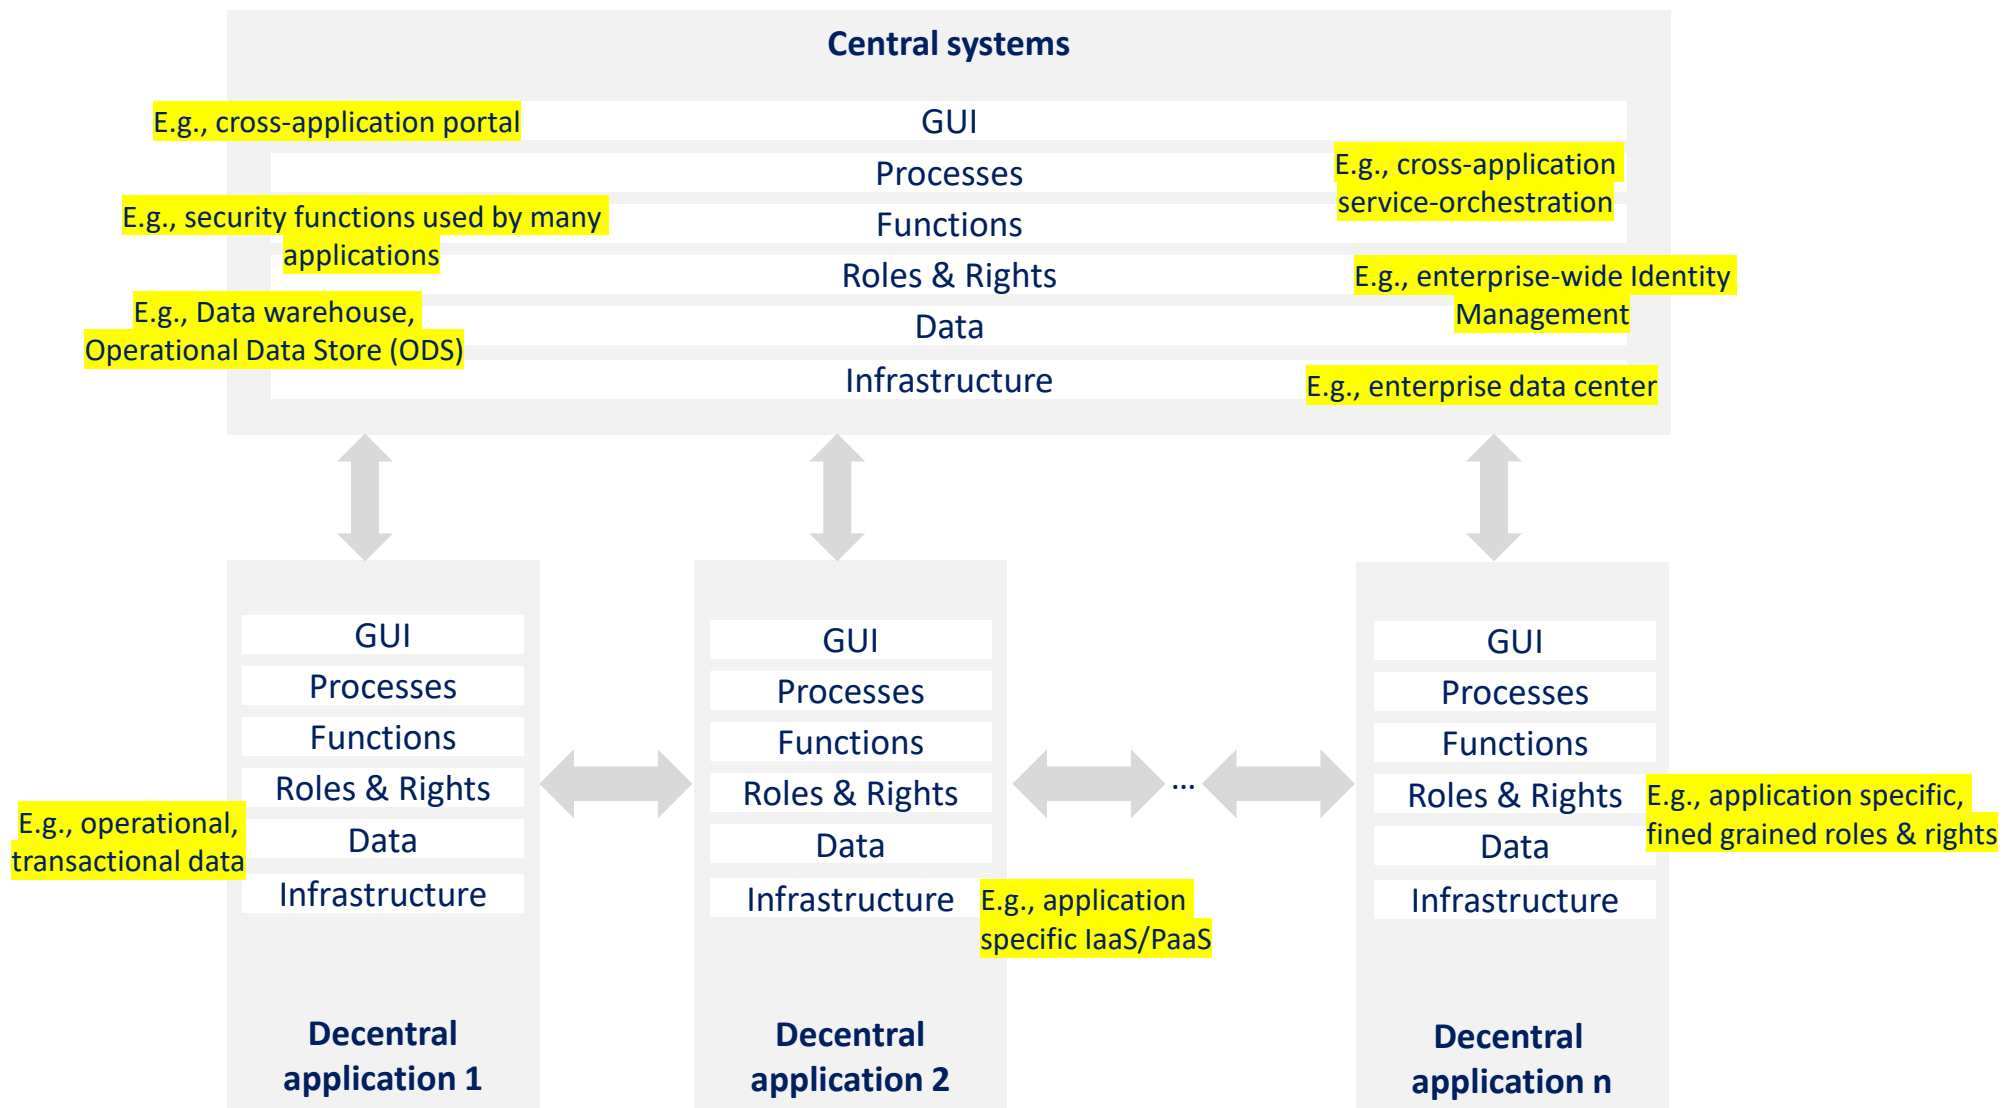 Central systems
E.g., cross-application portal
GUI
Processes
E.g., cross-application
service-orchestration
E.g., security functions used by many
applications
Functions
Roles & Rights
E.g., enterprise-wide Identity
Management
E.g., Data warehouse,
Operational Data Store (ODS)
Data
Infrastructure
E.g., enterprise data center
GUI
Processes
Functions
Roles & Rights
Data
Infrastructure
E.g., operational,
transactional data
Decentral
application 1
GUI
Processes
Functions
Roles & Rights
Data
Infrastructure
E.g., application
specific IaaS/PaaS
Decentral
application 2
...
GUI
Processes
Functions
Roles & Rights
Data
Infrastructure
E.g., application specific,
fined grained roles & rights
Decentral
application n